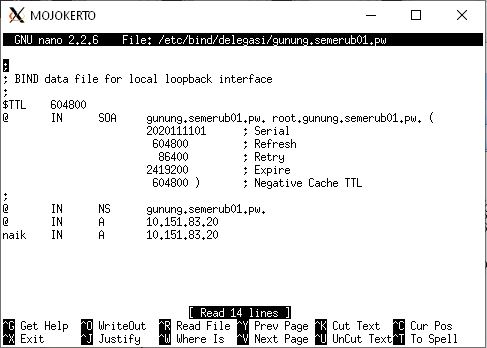 MOJOKERTO
GNU nano 2.2.6    File: /etc/bind/delegasi/gunung.semerub01.pw
;
; BIND data file for local loopback interface
;
$TTL    604800
@       IN      SOA     gunung.semerub01.pw. root.gunung.semerub01.pw. (
                        2020111101      ; Serial
                         604800         ; Refresh
                          86400         ; Retry
                        2419200         ; Expire
                         604800 )       ; Negative Cache TTL
;
@       IN      NS      gunung.semerub01.pw.
@       IN      A       10.151.83.20
naik    IN      A       10.151.83.20
[ Read 14 lines ]
^G Get Help  ^O WriteOut  ^R Read File ^Y Prev Page ^K Cut Text  ^C Cur Pos
^X Exit      ^J Justify   ^W Where Is  ^V Next Page ^U UnCut Text ^T To Spell